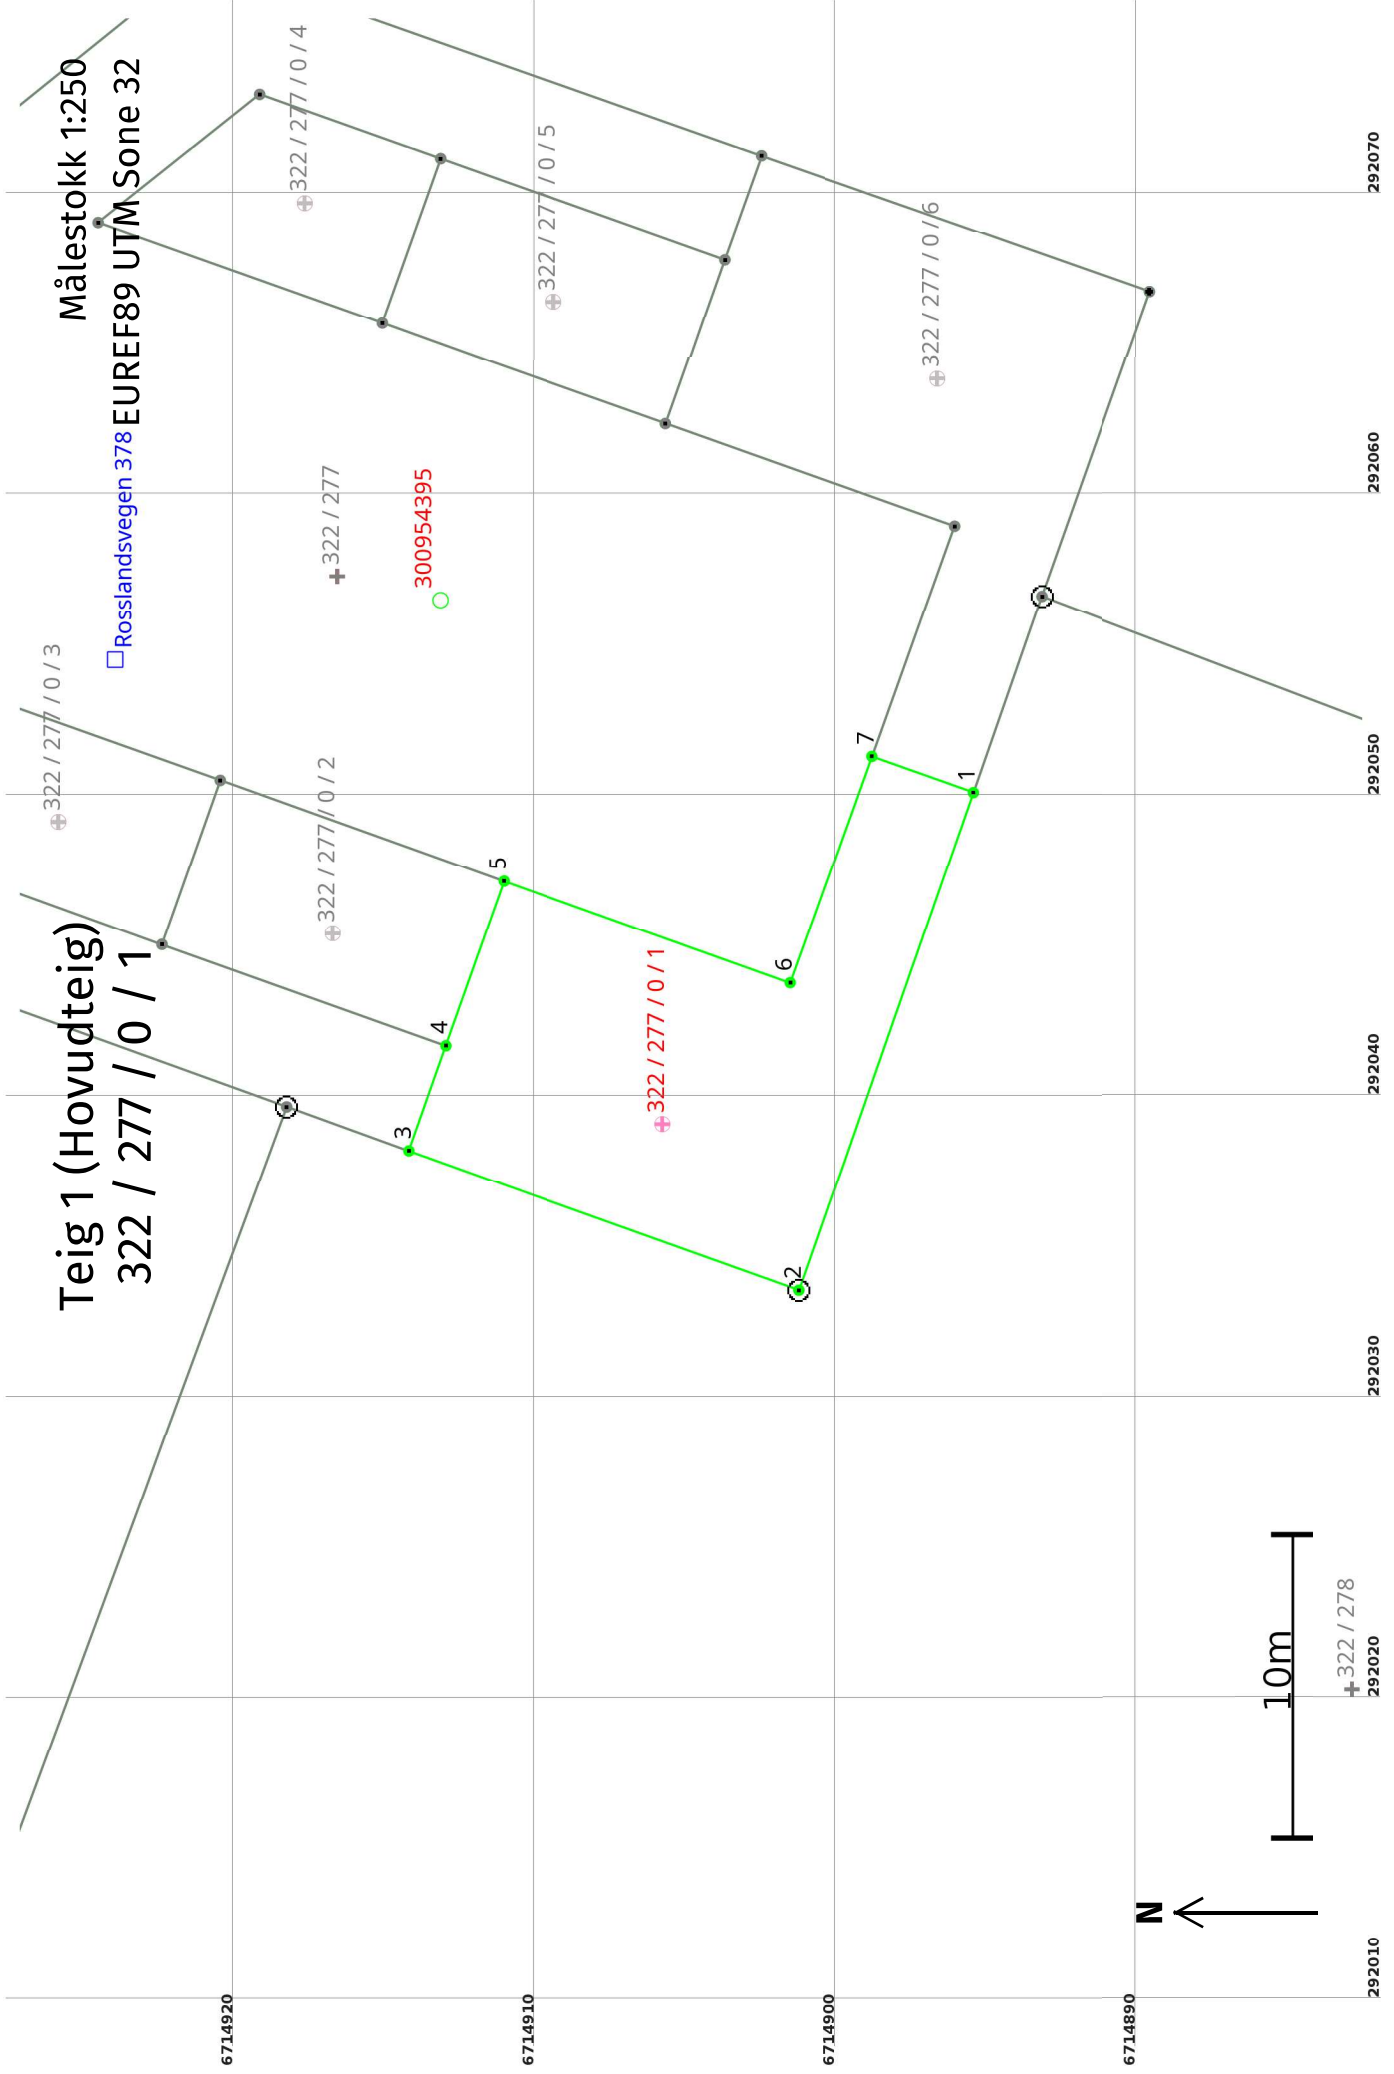 Teig 1 (Hovudteig)
322 / 277 / 0 / 1
Målestokk 1:250
EUREF89 UTM Sone 32
322 / 277 / 0 / 3
Rosslandsvegen 378
322 / 277 / 0 / 4
322 / 277 / 0 / 2
322 / 277
300954395
322 / 277 / 0 / 5
3
4
5
322 / 277 / 0 / 1
322 / 277 / 0 / 6
2
6
7
1
10m
322 / 278
N
6714920
6714910
6714900
6714890
292010
292020
292030
292040
292050
292060
292070